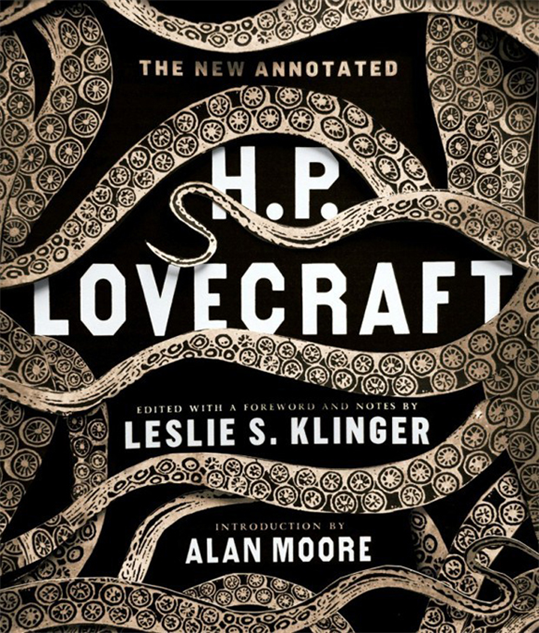 THE NEW ANNOTATED
H.P.
LOVECRAFT
EDITED WITH A FOREWORD AND NOTES BY
LESLIE S. KLINGER
INTRODUCTION BY
ALAN MOORE